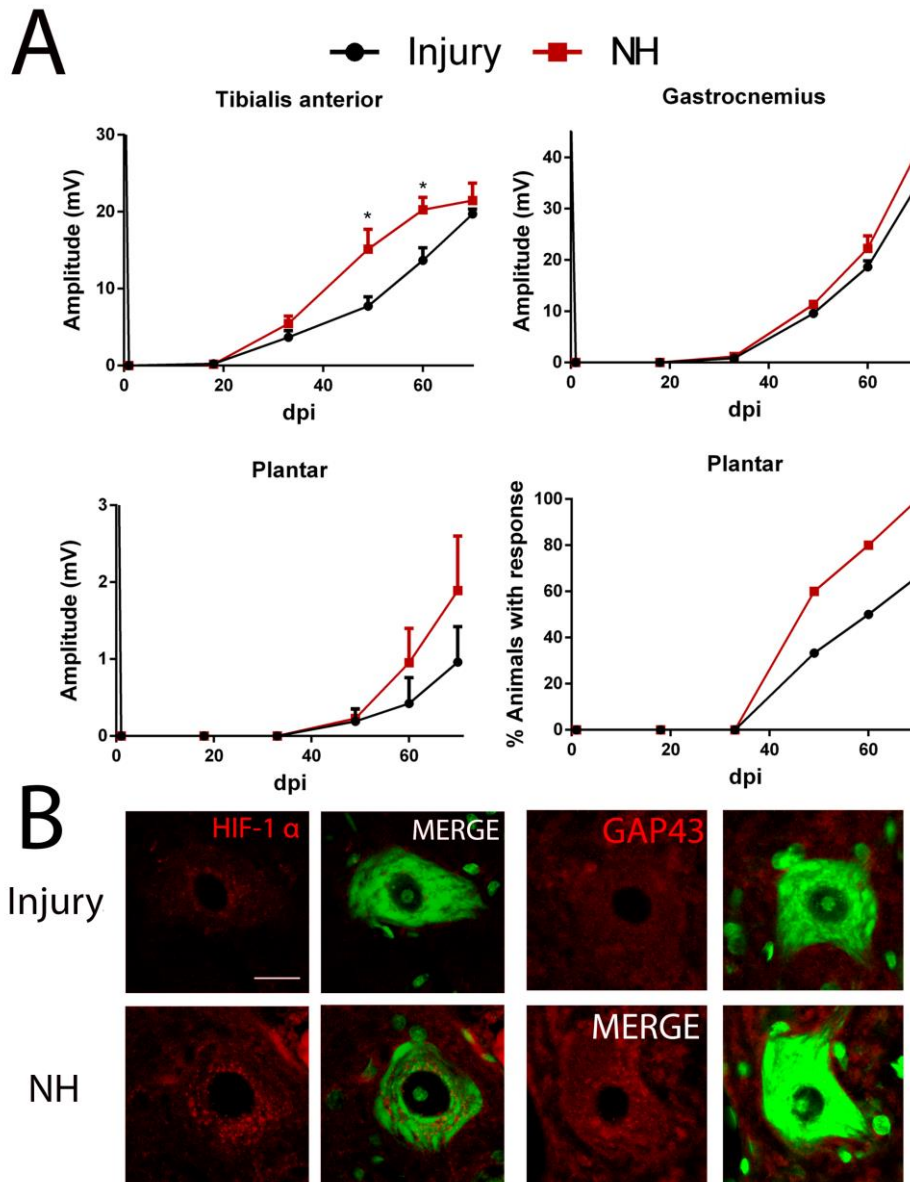 A
Injury NH
Tibialis anterior
Amplitude (mV)
30
20
10
0
* *
0 20 40 60
dpi
Gastrocnemius
Amplitude (mV)
40
30
20
10
0
0 20 40 60
dpi
Plantar
Amplitude (mV)
3
2
1
0
0 20 40 60
dpi
Plantar
% Animals with response
100
80
60
40
20
0
0 20 40 60
dpi
B
HIF-1 α MERGE GAP43
Injury
MERGE
NH